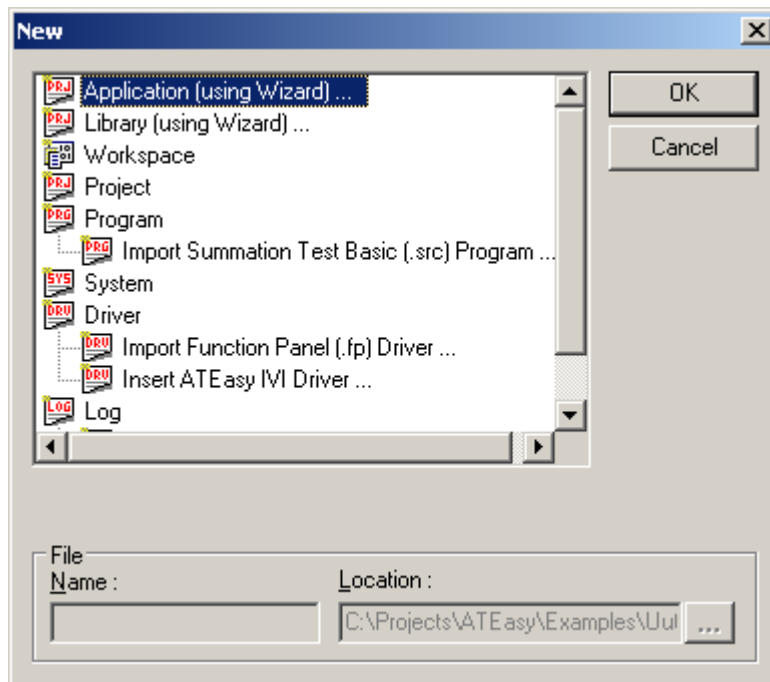 New
Application (using Wizard) ...
OK
Library (using Wizard) ...
Cancel
Workspace
Project
Program
Import Summation Test Basic (.src) Program ...
System
Driver
Import Function Panel (.fp) Driver ...
Insert ATEasy IVI Driver ...
Log
File
Name :
Location :
C:\Projects\ATEasy\Examples\Uut
...